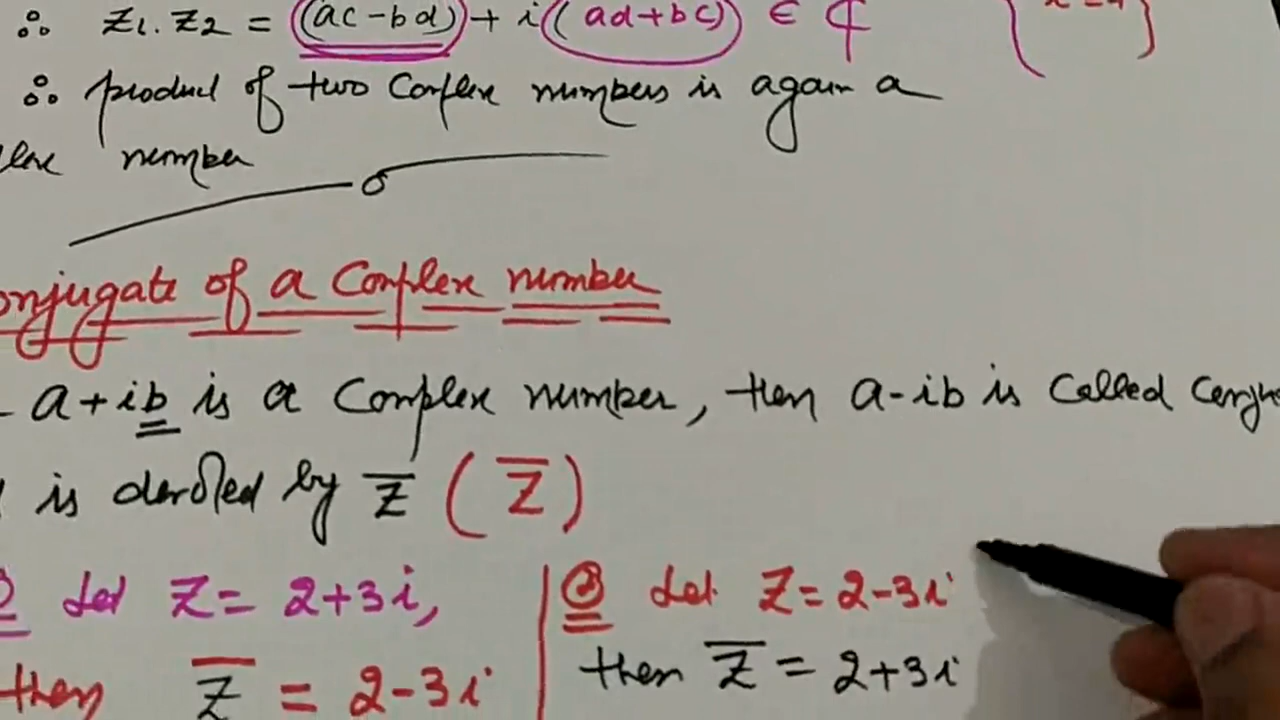 ∴ z₁. z₂ = (ac-bd) + i(ad+bc) ∈ ₵
∴ product of two Complex numbers is again a
number
onjugate of a Complex number
a+ib is a Complex number, then a-ib is called Conju
is denoted by z̅ (z̅)
Let z = 2+3i,
then z̅ = 2-3i
② Let z = 2-3i
then z̅ = 2+3i